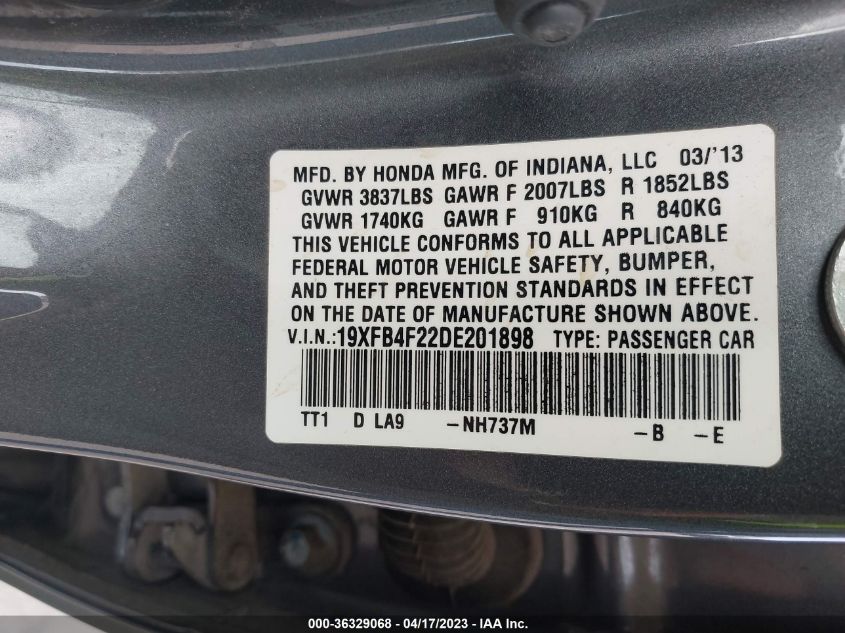 MFD. BY HONDA MFG. OF INDIANA, LLC 03/'13
GVWR 3837LBS GAWR F 2007LBS R 1852LBS
GVWR 1740KG GAWR F 910KG R 840KG
THIS VEHICLE CONFORMS TO ALL APPLICABLE
FEDERAL MOTOR VEHICLE SAFETY, BUMPER,
AND THEFT PREVENTION STANDARDS IN EFFECT
ON THE DATE OF MANUFACTURE SHOWN ABOVE.
V.I.N.:19XFB4F22DE201898 TYPE: PASSENGER CAR
TT1 D LA9 -NH737M -B -E
000-36329068 - 04/17/2023 - IAA Inc.